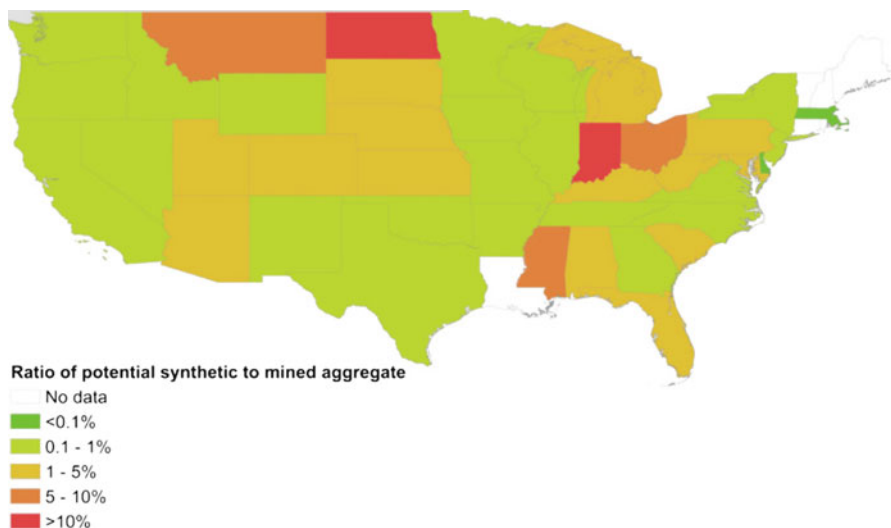 Ratio of potential synthetic to mined aggregate
No data
<0.1%
0.1 - 1%
1 - 5%
5 - 10%
>10%